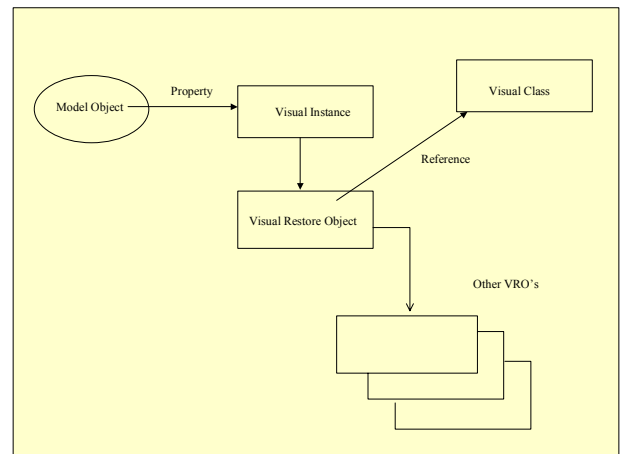 Model Object
Property
Visual Instance
Visual Class
Reference
Visual Restore Object
Other VRO's